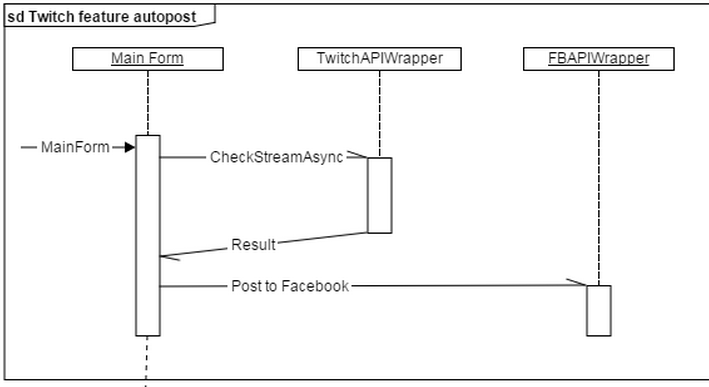 sd Twitch feature autopost
Main Form
TwitchAPIWrapper
FBAPIWrapper
MainForm
CheckStreamAsync
Result
Post to Facebook